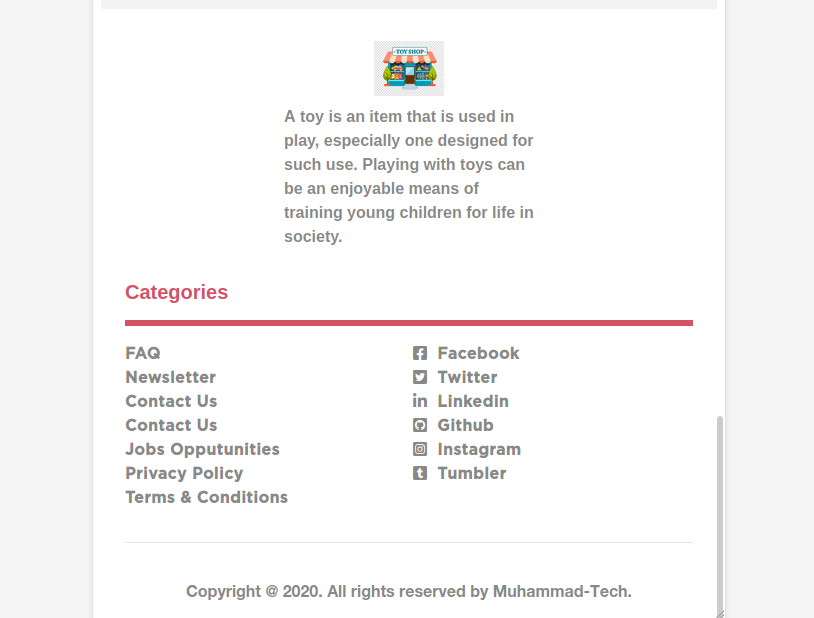 TOY SHOP
A toy is an item that is used in
play, especially one designed for
such use. Playing with toys can
be an enjoyable means of
training young children for life in
society.
Categories
FAQ
Newsletter
Contact Us
Contact Us
Jobs Opputunities
Privacy Policy
Terms & Conditions
Facebook
Twitter
Linkedin
Github
Instagram
Tumbler
Copyright @ 2020. All rights reserved by Muhammad-Tech.